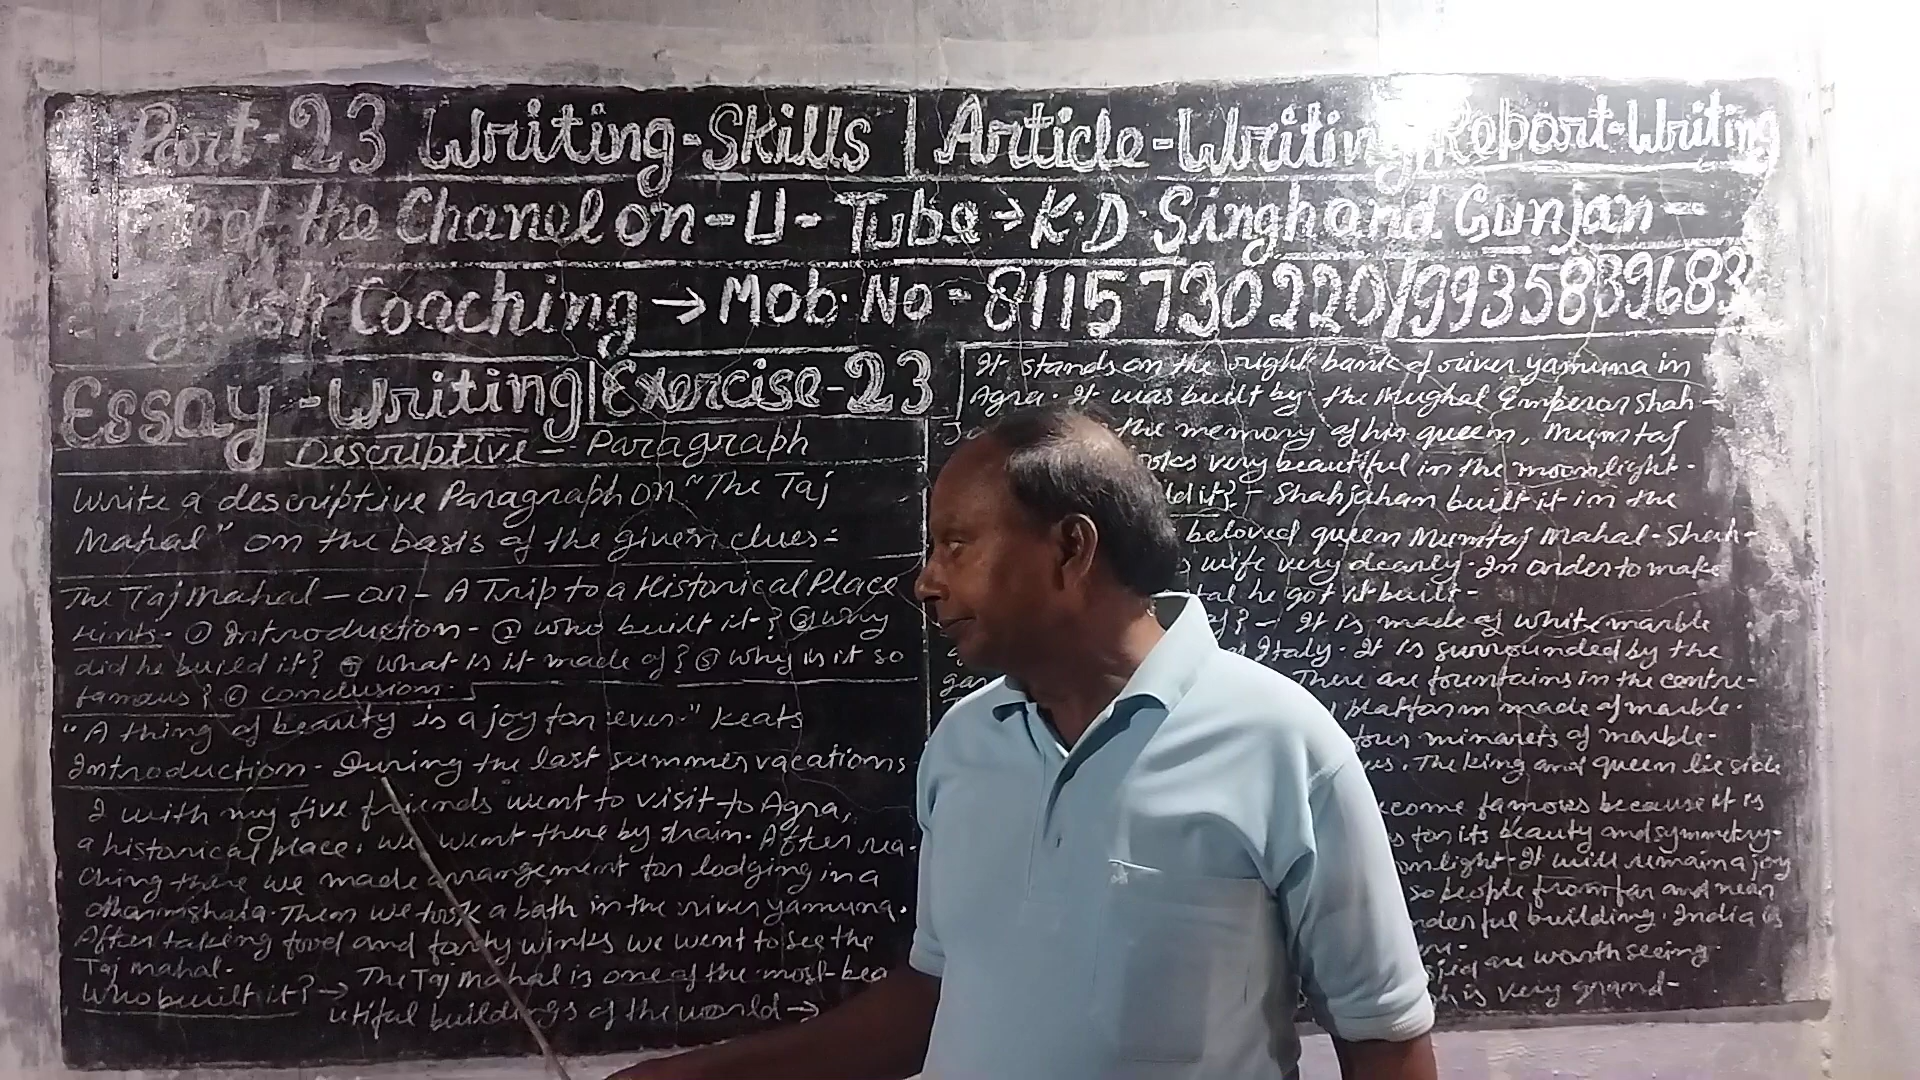 Part-23 Writing-Skills | Article-Writing Report-Writing
of the Chanel on-U-Tube→K.D. Singh and Gunjan-
English Coaching → Mob. No - 8115730220/9935839683
Essay-Writing | Exercise-23
Descriptive - Paragraph
Write a descriptive Paragraph on "The Taj
Mahal" on the basis of the given clues:-
The Taj Mahal - or - A Trip to a Historical Place
Hints- ① Introduction- ② who built it-? ③ why
did he build it? ④ what is it made of? ⑤ why is it so
famous? ⑥ conclusion.
"A thing of beauty is a joy for ever." Keats
Introduction - During the last summer vacations
I with my five friends went to visit to Agra,
a historical place. We went there by train. After rea-
ching there we made arrangement for lodging in a
dharmshala. Then we took a bath in the river yamuna.
After taking food and forty winks we went to see the
Taj mahal.
Who built it? → The Taj Mahal is one of the most bea
utiful buildings of the world →
It stands on the right bank of river yamuna in
Agra. It was built by the Mughal Emperor Shah-
the memory of his queen, Mumtaj
very beautiful in the moonlight.
it? - Shahjahan built it in the
beloved queen Mumtaj Mahal. Shah-
wife very dearly. In order to make
he got it built-
of? - It is made of white marble
Italy. It is surrounded by the
There are fountains in the centre.
platform made of marble.
four minarets of marble-
The king and queen lie side
become famous because it is
for its beauty and symmetry.
It will remain a joy
so people from far and near
building. India is
are worth seeing.
is very grand-